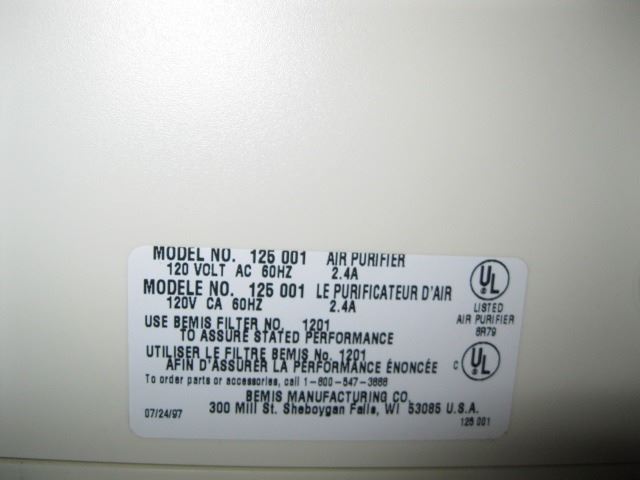 MODEL NO. 125 001 AIR PURIFIER
120 VOLT AC 60HZ 2.4A
MODELE NO. 125 001 LE PURIFICATEUR D'AIR
120V CA 60HZ 2.4A
USE BEMIS FILTER NO. 1201
TO ASSURE STATED PERFORMANCE
UTILISER LE FILTRE BEMIS No. 1201
AFIN D'ASSURER LA PERFORMANCE ÉNONCÉE
To order parts or accessories, call 1-800-547-3888
BEMIS MANUFACTURING CO.
300 Mill St. Sheboygan Falls, WI 53085 U.S.A.
07/24/97
125 001
UL
LISTED
AIR PURIFIER
8R79
C UL